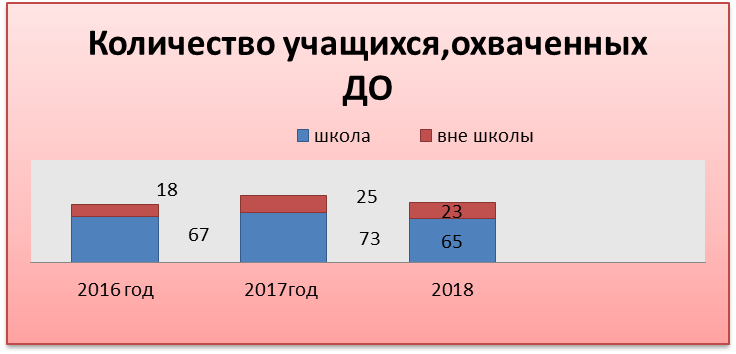 Количество учащихся,охваченных
ДО
школа вне школы
18 25 23
67 73 65
2016 год 2017год 2018